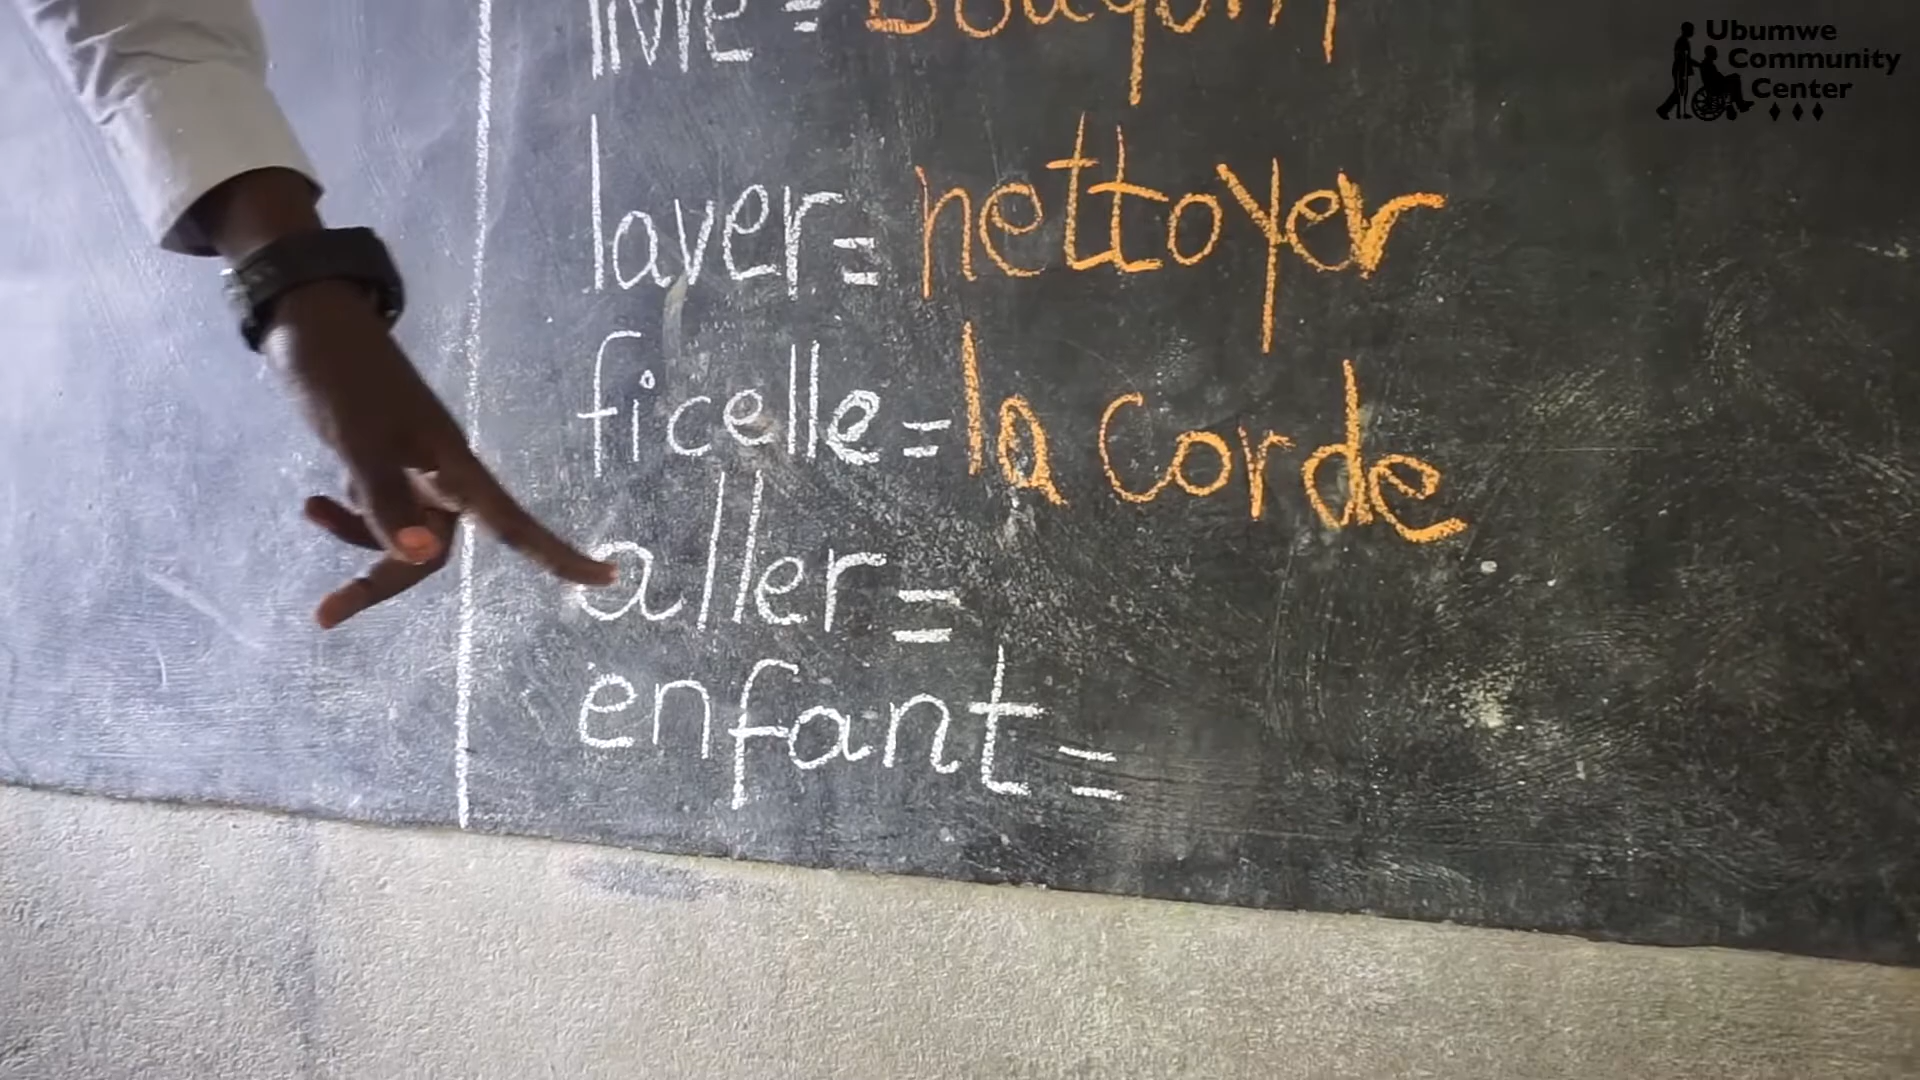 laver = nettoyer
ficelle = la corde
aller =
enfant =
Ubumwe
Community
Center